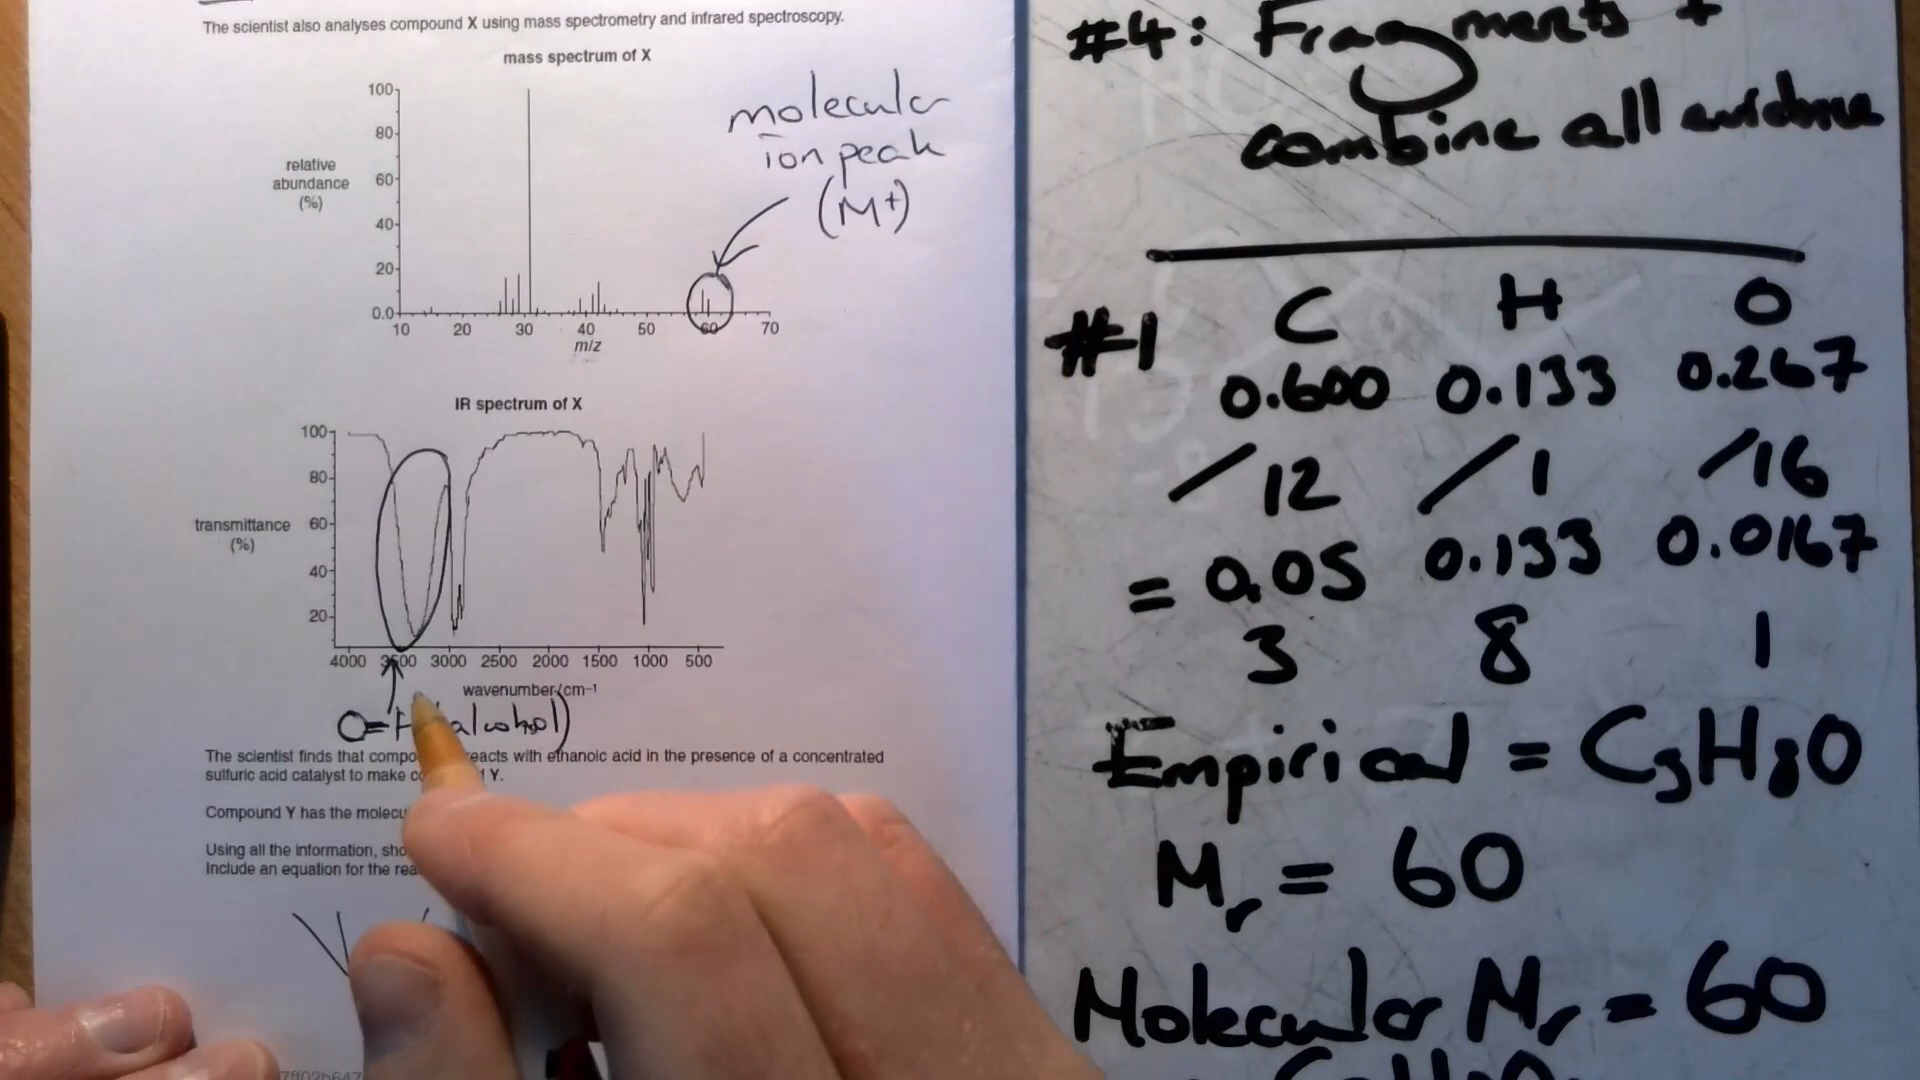 The scientist also analyses compound X using mass spectrometry and infrared spectroscopy.
mass spectrum of X
100
80
60
40
20
0.0
relative
abundance
(%)
10 20 30 40 50 60 70
m/z
molecular
ion peak
(M+)
IR spectrum of X
100
80
60
40
20
transmittance
(%)
4000 3500 3000 2500 2000 1500 1000 500
wavenumber/cm⁻¹
alcohol)
The scientist finds that reacts with ethanoic acid in the presence of a concentrated
sulfuric acid catalyst to make Y.
Compound Y has the
Using all the information,
Include an equation for the
#4: Fragments +
combine all evidence
#1 C H O
0.600 0.133 0.267
/12 /1 /16
= 0.05 0.133 0.0167
3 8 1
Empirical = C3H8O
Mr = 60
Molecular Mr = 60